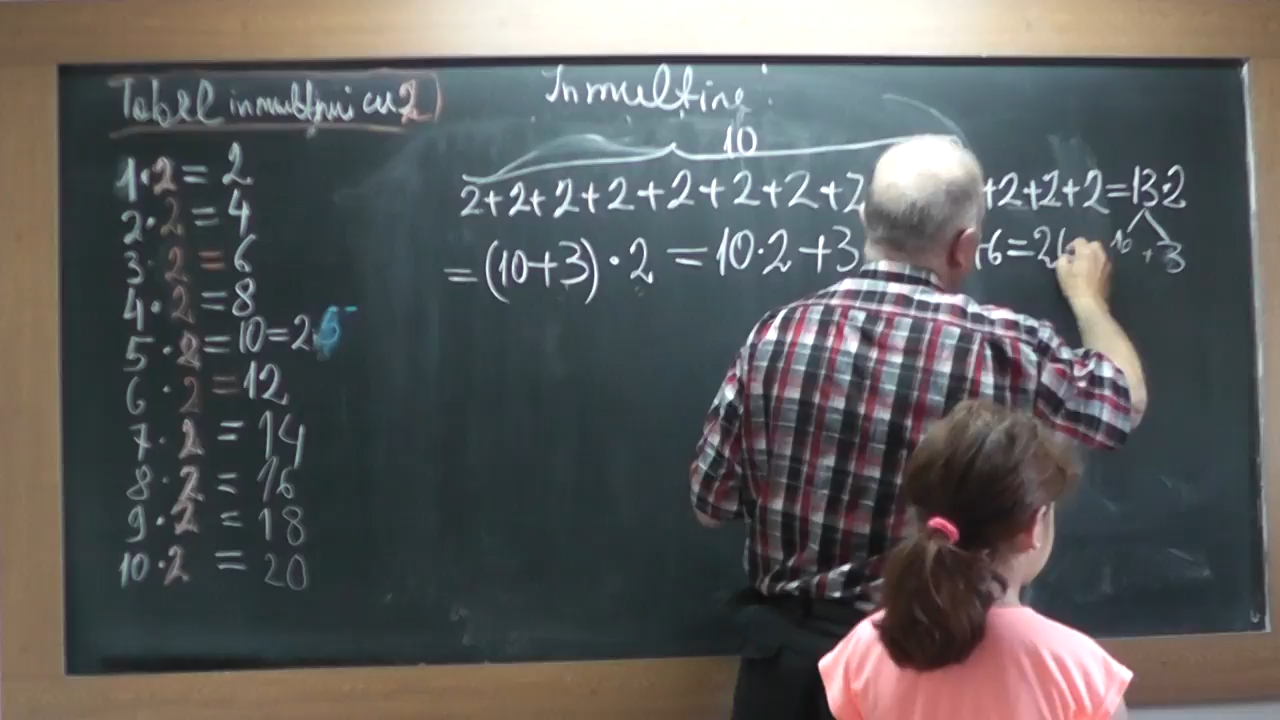 Tabel inmultirii cu 2
1·2= 2
2·2 = 4
3·2 = 6
4·2 = 8
5·2 = 10=2·5
6·2 = 12
7·2 = 14
8·2 = 16
9·2 = 18
10·2 = 20
Inmultire
10
2+2+2+2+2+2+2+2 +2+2+2=13·2
=(10+3)·2 =10·2+3 +6=26 10 +3